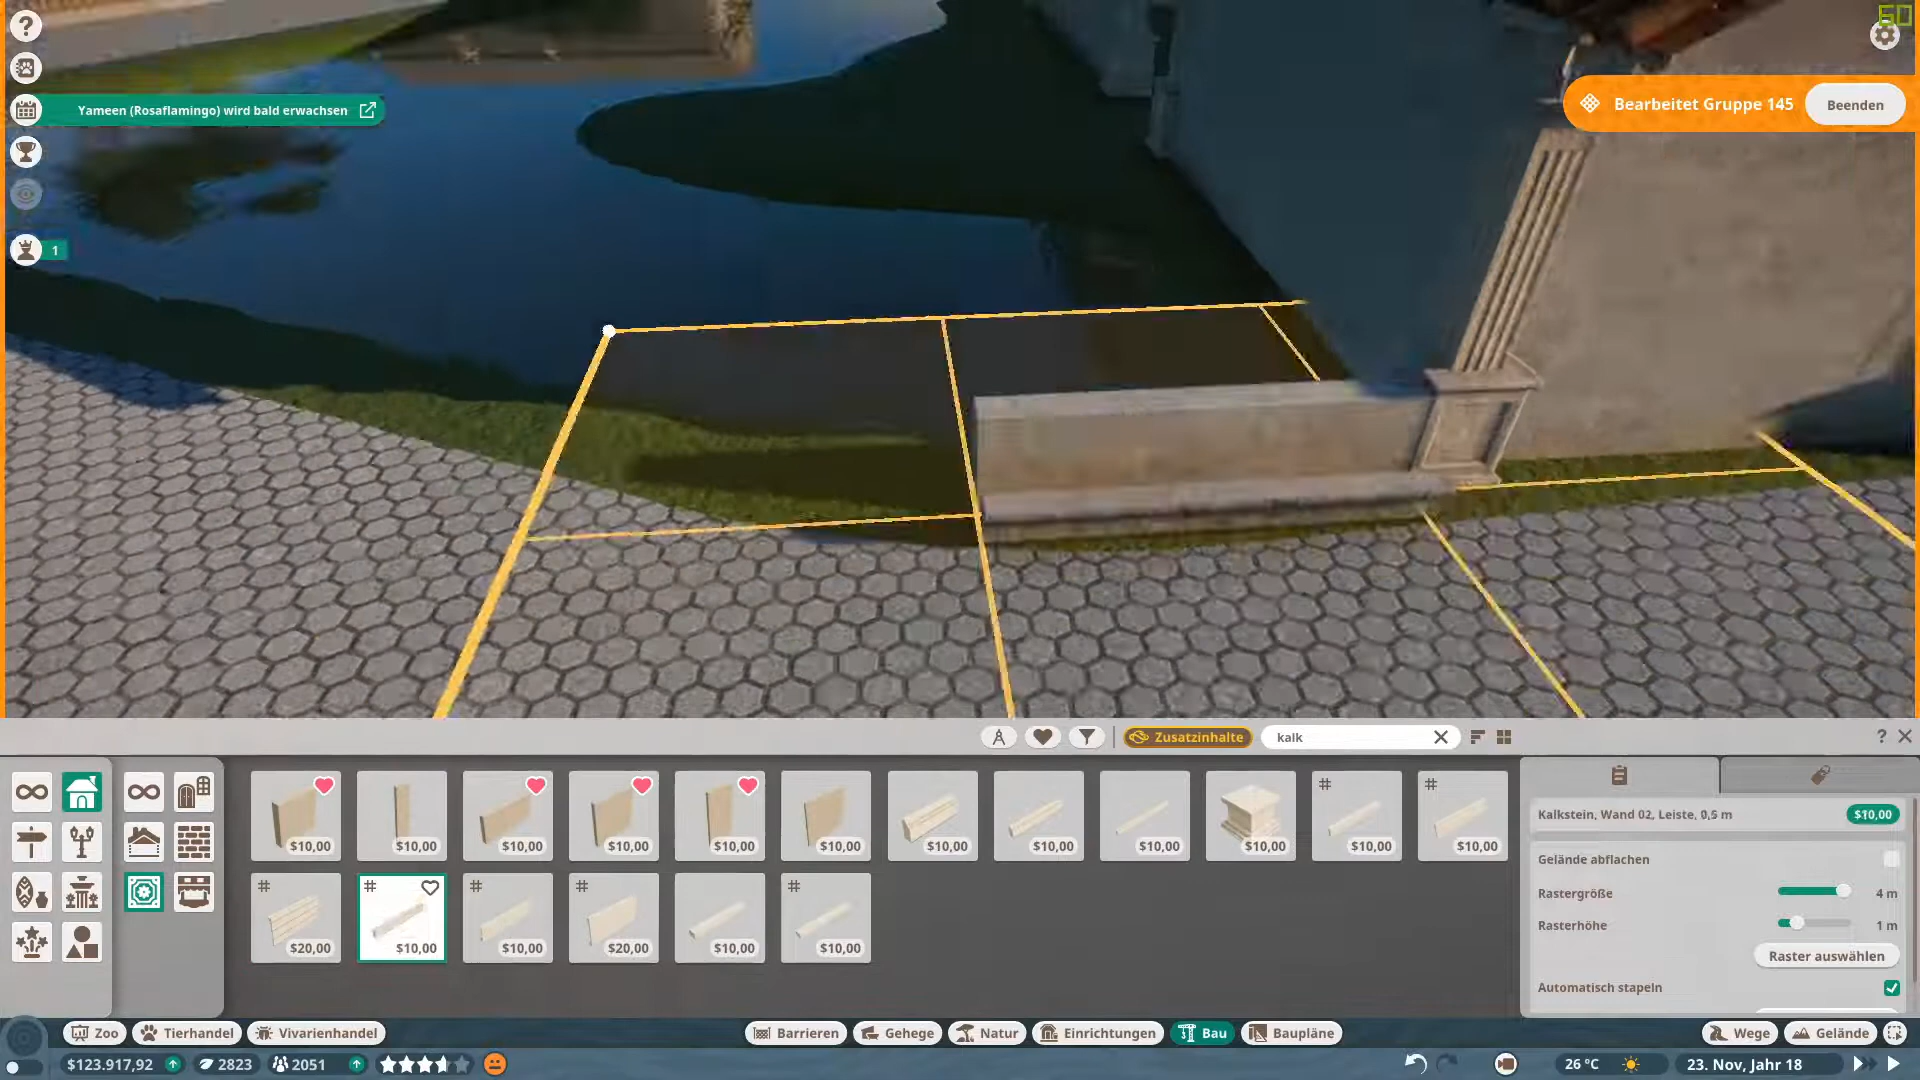 60
?
Yameen (Rosaflamingo) wird bald erwachsen
Bearbeitet Gruppe 145
Beenden
1
Zusatzinhalte
kalk
?
$10,00 $10,00 $10,00 $10,00 $10,00 $10,00 $10,00 $10,00 $10,00 $10,00 $10,00 $10,00
$20,00 $10,00 $10,00 $20,00 $10,00 $10,00
Kalkstein, Wand 02, Leiste, 0,5 m
$10,00
Gelände abflachen
Rastergröße
4 m
Rasterhöhe
1 m
Raster auswählen
Automatisch stapeln
Zoo
Tierhandel
Vivarienhandel
Barrieren
Gehege
Natur
Einrichtungen
Bau
Baupläne
Wege
Gelände
$123.917,92
2823
2051
26 °C
23. Nov, Jahr 18